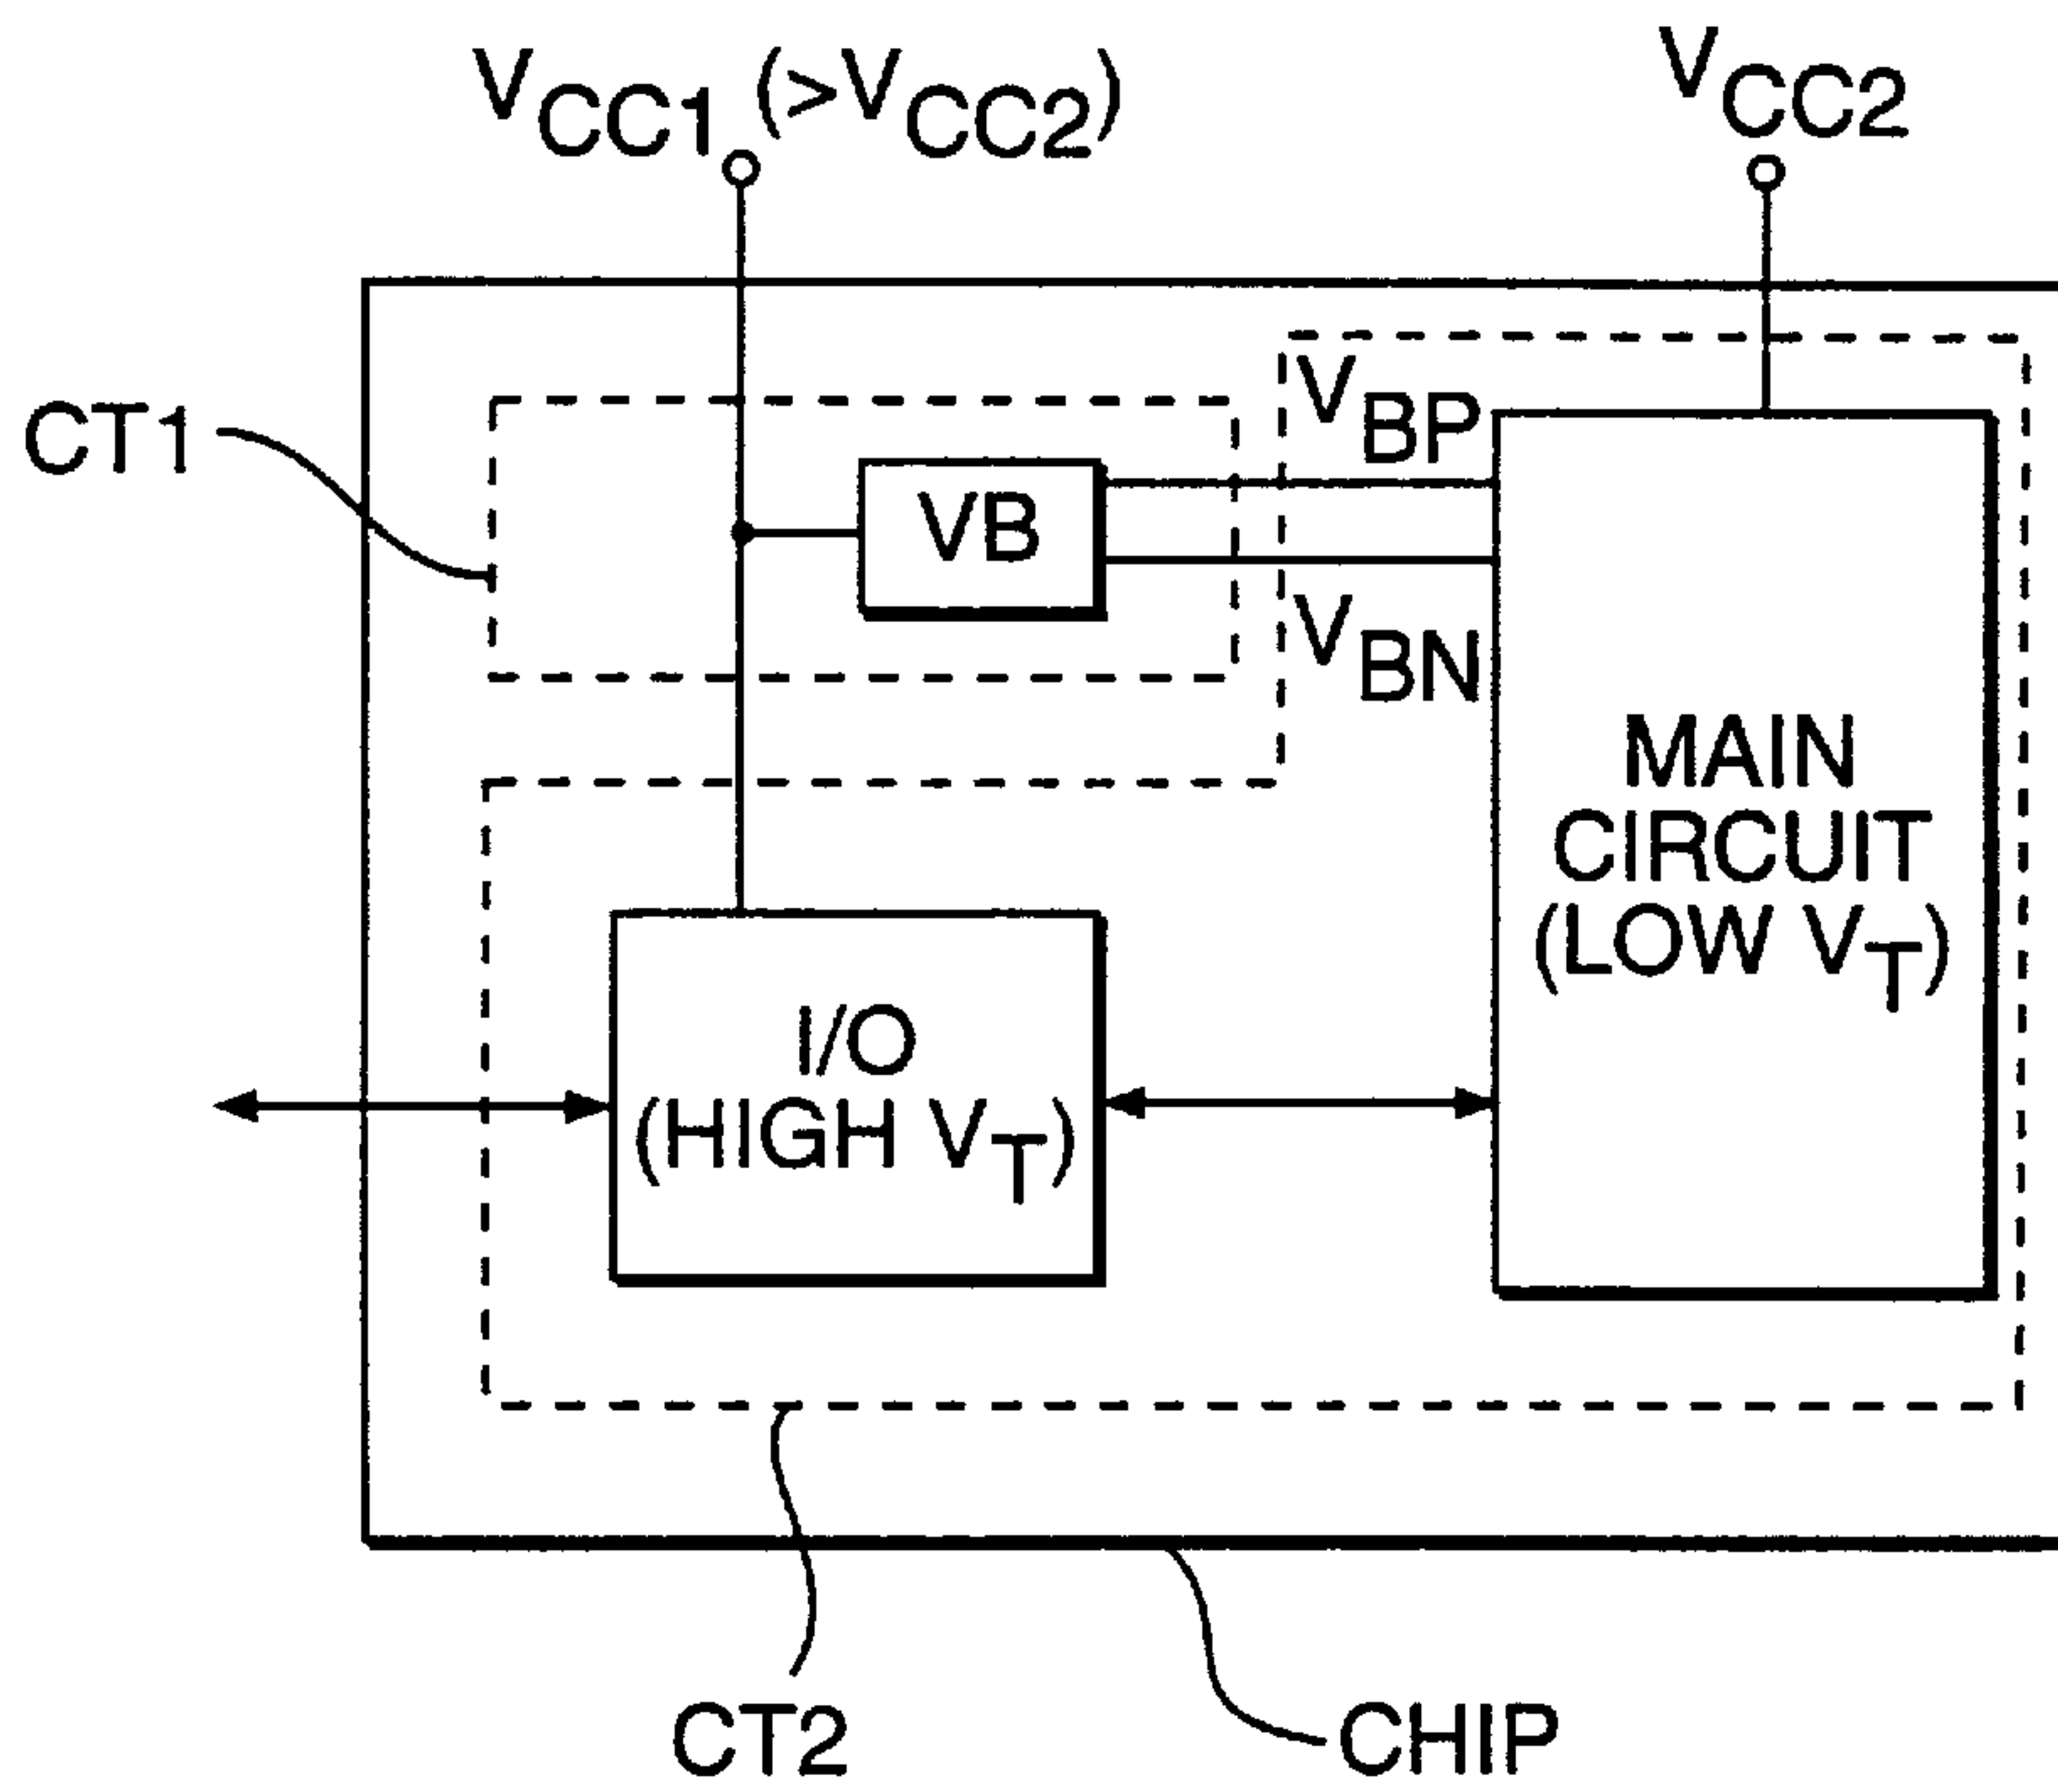 VCC1 (>VCC2)
VCC2
CT1
VBP
VB
VBN
MAIN
CIRCUIT
(LOW VT)
I/O
(HIGH VT)
CT2
CHIP